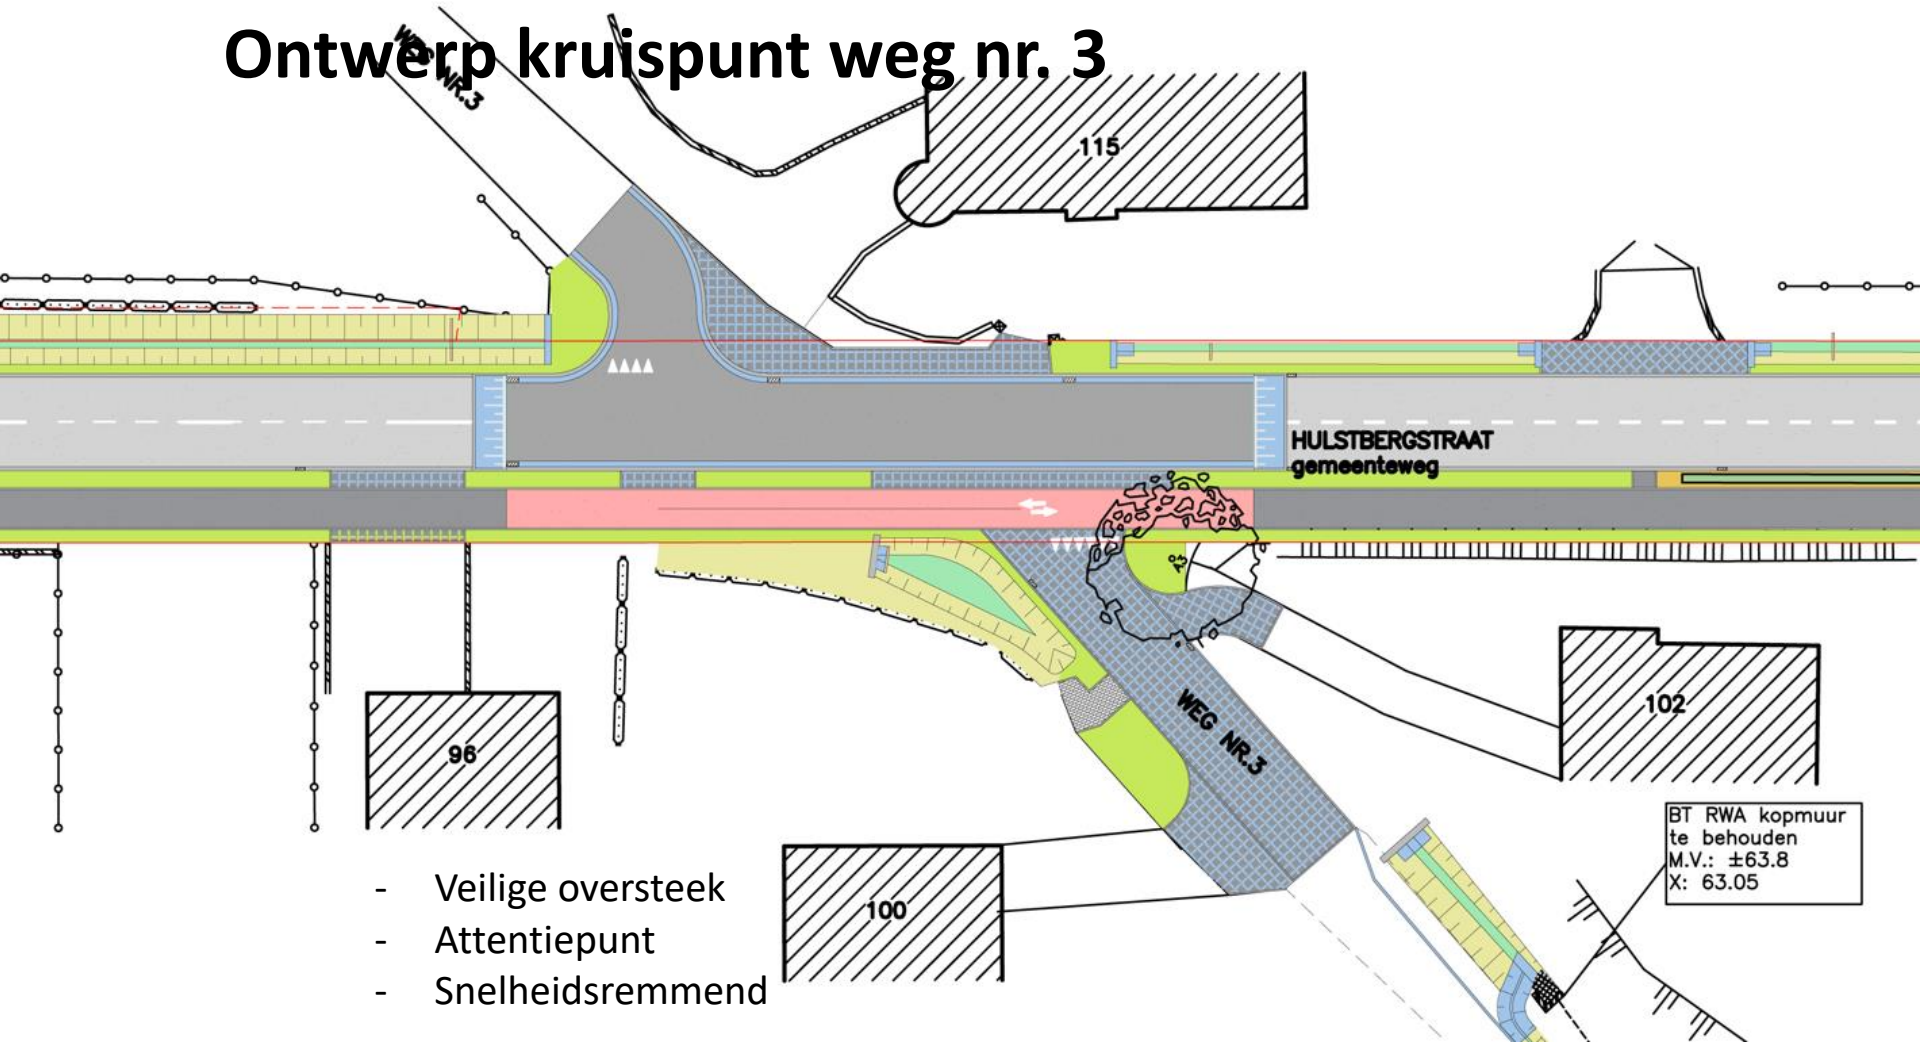 Ontwerp kruispunt weg nr. 3
WEG NR.3
115
HULSTBERGSTRAAT
gemeenteweg
A3
WEG NR.3
102
96
100
BT RWA kopmuur
te behouden
M.V.: ±63.8
X: 63.05
- Veilige oversteek
- Attentiepunt
- Snelheidsremmend